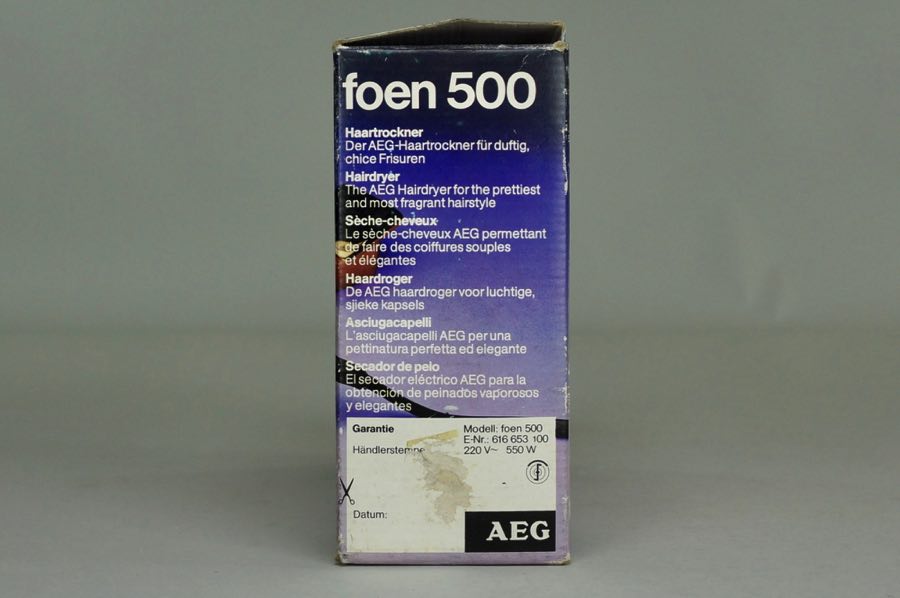 foen 500
Haartrockner
Der AEG-Haartrockner für duftig,
chice Frisuren
Hairdryer
The AEG Hairdryer for the prettiest
and most fragrant hairstyle
Sèche-cheveux
Le sèche-cheveux AEG permettant
de faire des coiffures souples
et élégantes
Haardroger
De AEG haardroger voor luchtige,
sjieke kapsels
Asciugacapelli
L'asciugacapelli AEG per una
pettinatura perfetta ed elegante
Secador de pelo
El secador eléctrico AEG para la
obtención de peinados vaporosos
y elegantes
Garantie
Modell: foen 500
E-Nr.: 616 653 100
Händlerstempe
220 V~ 550 W
Datum:
AEG